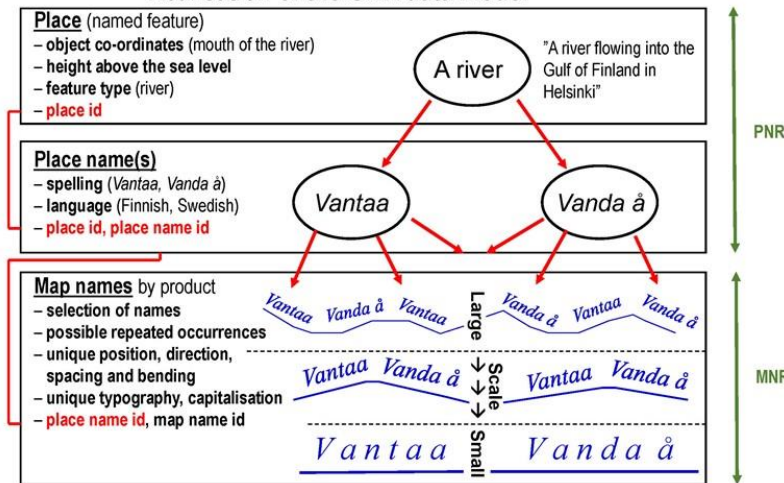 Place (named feature)
– object co-ordinates (mouth of the river)
– height above the sea level
– feature type (river)
– place id
A river
"A river flowing into the
Gulf of Finland in
Helsinki"
PNR
Place name(s)
– spelling (Vantaa, Vanda å)
– language (Finnish, Swedish)
– place id, place name id
Vantaa
Vanda å
Map names by product
– selection of names
– possible repeated occurrences
– unique position, direction,
spacing and bending
– unique typography, capitalisation
– place name id, map name id
Vantaa Vanda å Vantaa
Large
Vanda å Vantaa Vanda å
Vantaa Vanda å
Scale
Vantaa Vanda å
Vantaa
Small
Vanda å